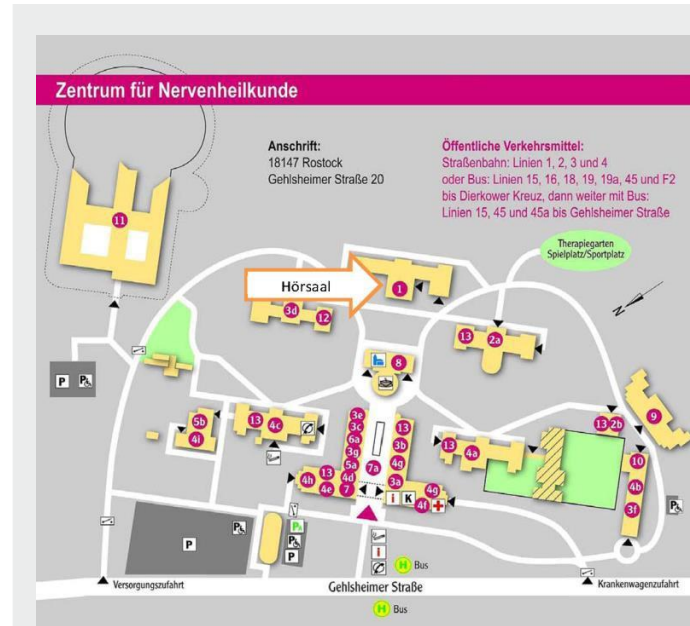 Zentrum für Nervenheilkunde
Anschrift:
18147 Rostock
Gehlsheimer Straße 20
Öffentliche Verkehrsmittel:
Straßenbahn: Linien 1, 2, 3 und 4
oder Bus: Linien 15, 16, 18, 19, 19a, 45 und F2
bis Dierkower Kreuz, dann weiter mit Bus:
Linien 15, 45 und 45a bis Gehlsheimer Straße
11
Therapiegarten
Spielplatz/Sportplatz
Hörsaal
1
N
3d
12
13
2a
8
P
P
5b
4i
13
4c
3e
3c
6a
3g
5a
4d
7
13
4h
4e
7a
13
3b
4g
3a
i
K
4g
4f
13
4a
13
2b
9
10
4b
3f
P
P
P
P
P
P
i
H
Bus
Versorgungszufahrt
Gehlsheimer Straße
Krankenwagenzufahrt
H
Bus